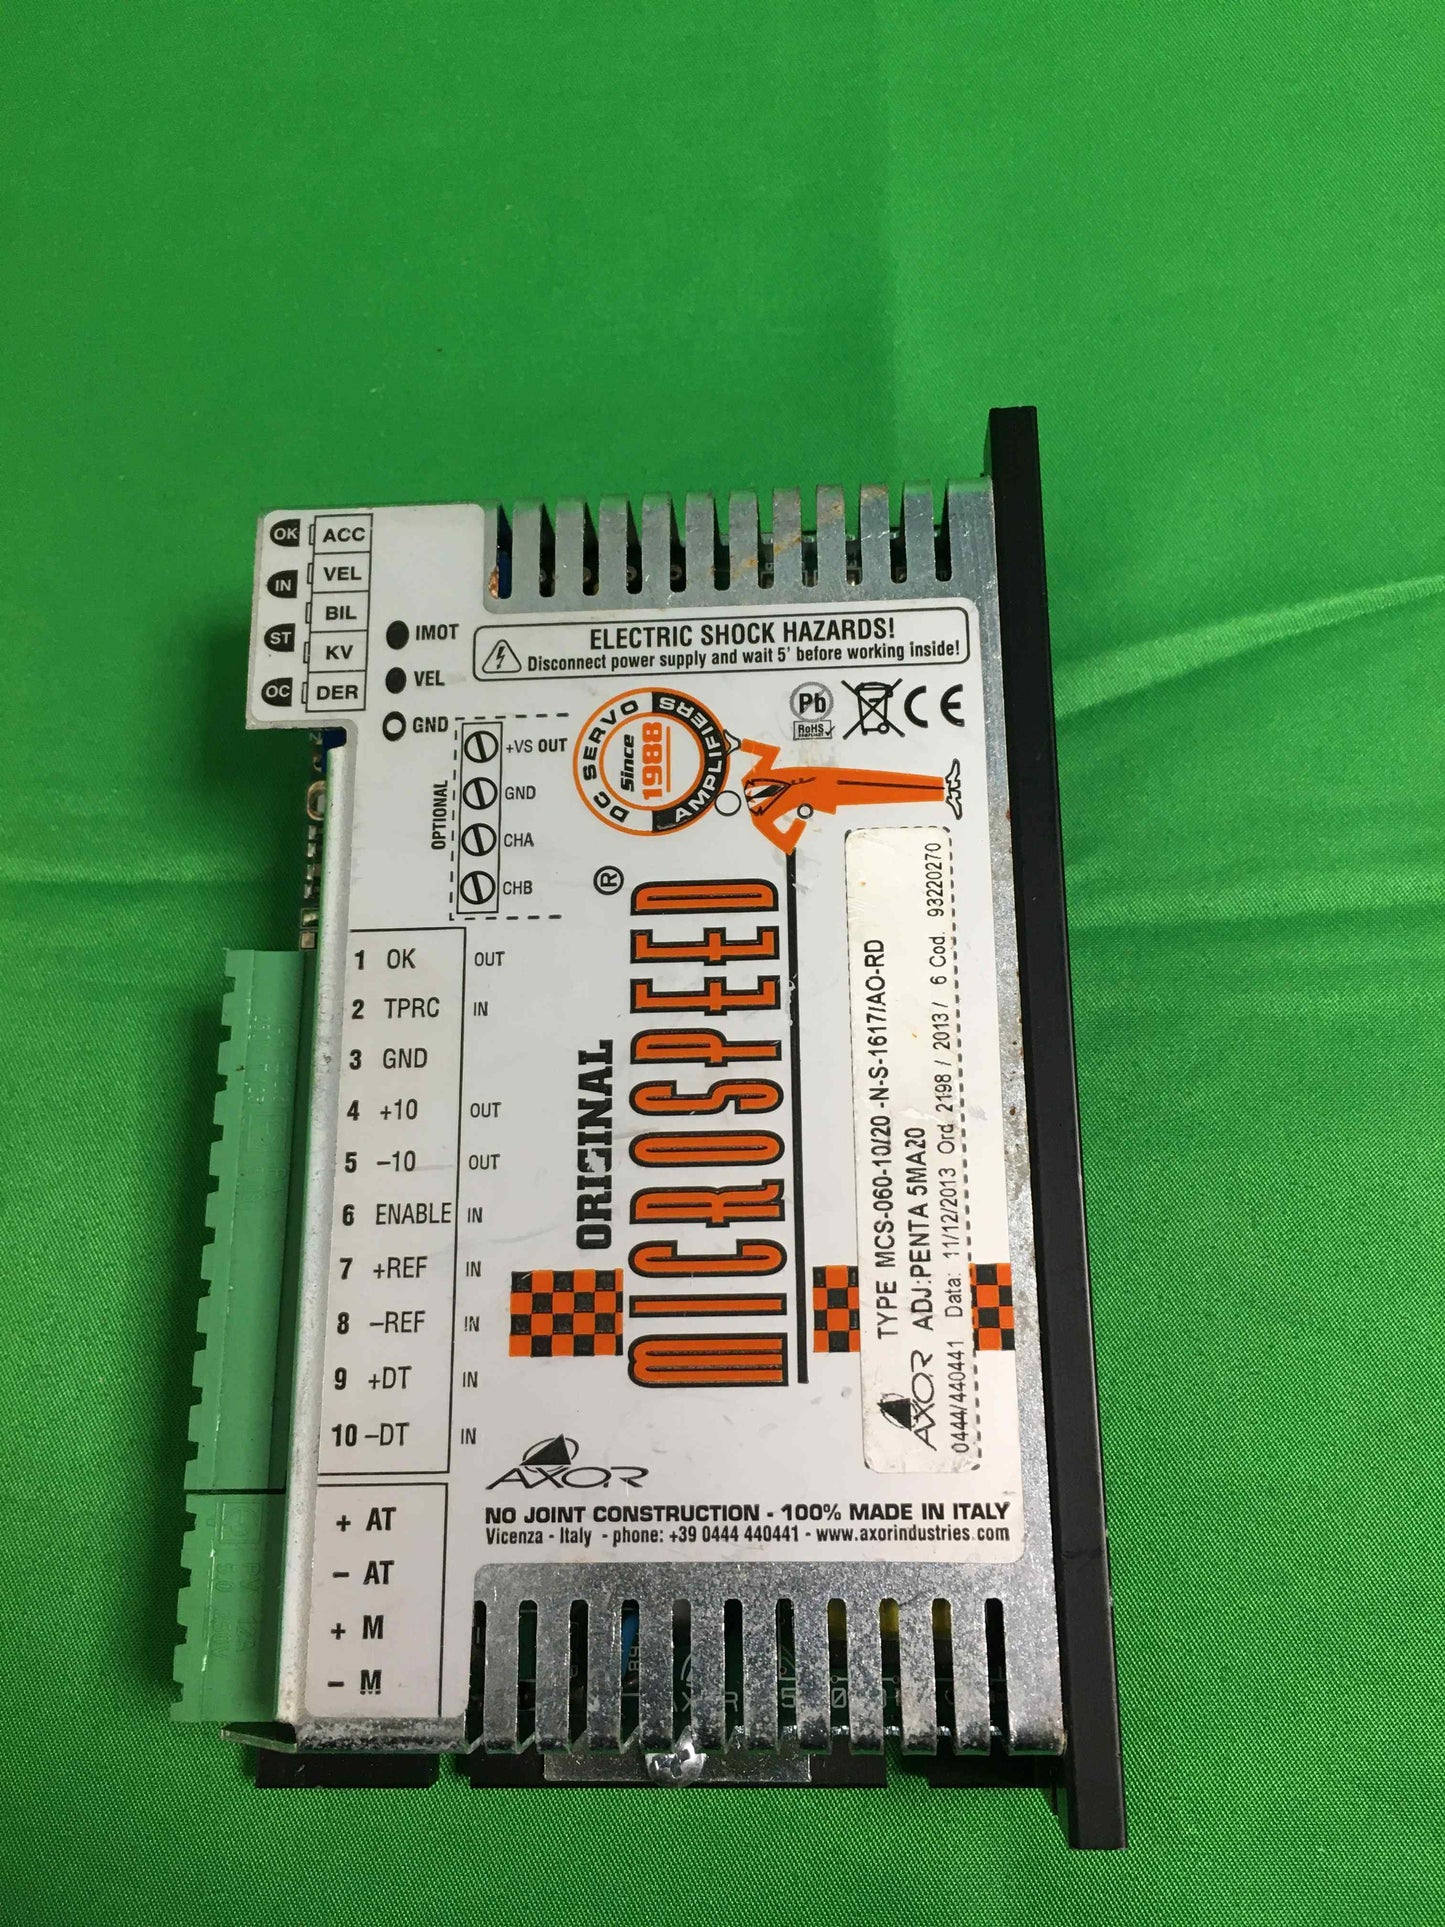 OK ACC
IN VEL
BIL
ST KV
OC DER
IMOT
VEL
GND
ELECTRIC SHOCK HAZARDS!
Disconnect power supply and wait 5' before working inside!
OPTIONAL
+VS OUT
GND
CHA
CHB
DC SERVO AMPLIFIERS
Since
1988
Pb
RoHS
CE
1 OK OUT
2 TPRC IN
3 GND
4 +10 OUT
5 –10 OUT
6 ENABLE IN
7 +REF IN
8 –REF IN
9 +DT IN
10 –DT IN
+ AT
– AT
+ M
– M
ORIGINAL
MICROSPEED®
TYPE MCS-060-10/20 -N-S-1617/AO-RD
AXOR ADJ:PENTA 5MA20
0444/440441 Data: 11/12/2013 Ord 2198 / 2013 / 6 Cod. 93220270
AXOR
NO JOINT CONSTRUCTION - 100% MADE IN ITALY
Vicenza - Italy - phone: +39 0444 440441 - www.axorindustries.com